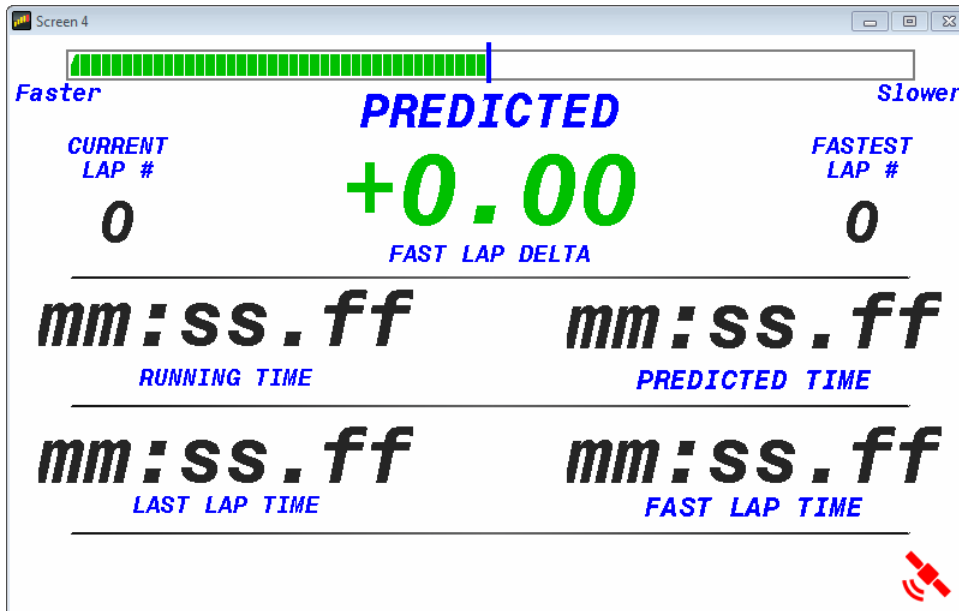 Screen 4
Faster
Slower
PREDICTED
CURRENT
LAP #
0
+0.00
FASTEST
LAP #
0
FAST LAP DELTA
mm:ss.ff
mm:ss.ff
RUNNING TIME
PREDICTED TIME
mm:ss.ff
mm:ss.ff
LAST LAP TIME
FAST LAP TIME